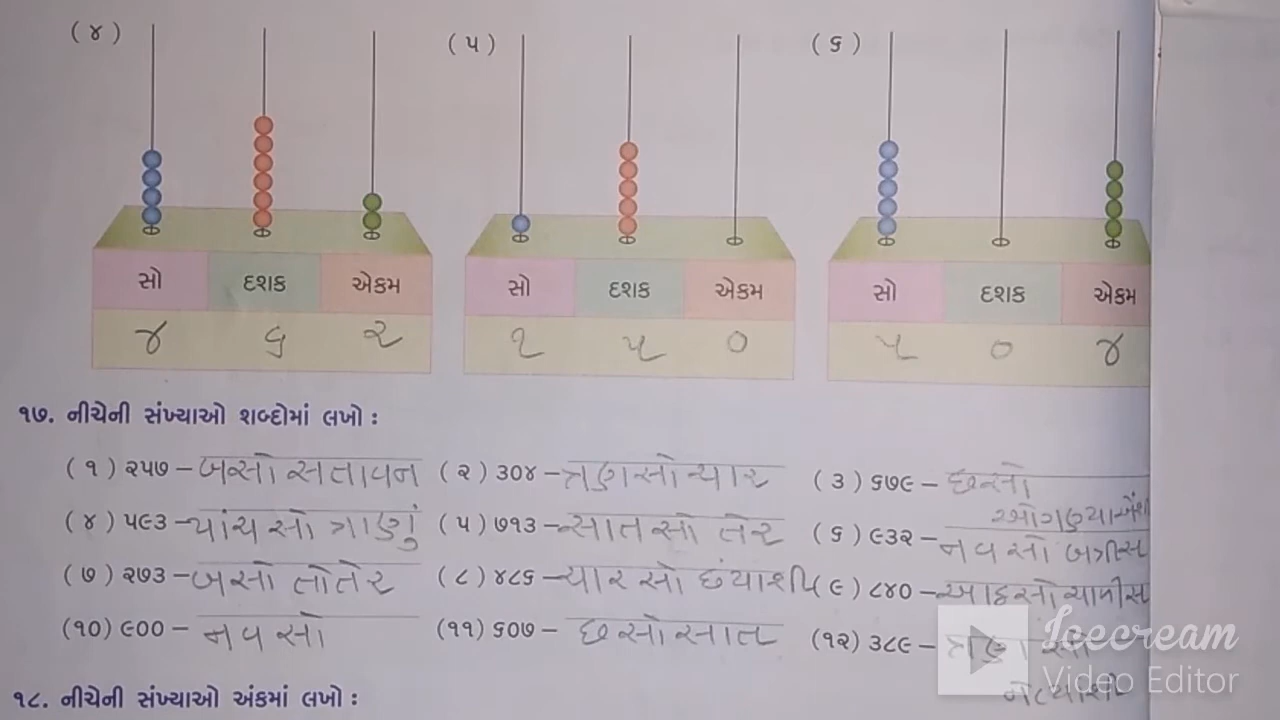 (૪) (૫) (૬)
સો દશક એકમ સો દશક એકમ સો દશક એકમ
૪ ૬ ૨ ૧ ૫ ૦ ૫ ૦ ૪
૧૭. નીચેની સંખ્યાઓ શબ્દોમાં લખો :
(૧) ૨૫૭ – બસો સતાવન (૨) ૩૦૪ – ત્રણસો ચાર (૩) ૬૭૯ – છસો
ઓગણ્યાએંશી
(૪) ૫૯૩ – પાંચ સો ત્રાણું (૫) ૭૧૩ – સાતસો તેર (૬) ૯૩૨ – નવ સો બત્રીસ
(૭) ૨૭૩ – બસો તોતેર (૮) ૪૮૬ – ચાર સો છંયાશી (૯) ૮૪૦ – આઠસો ચાળીસ
(૧૦) ૯૦૦ – નવ સો (૧૧) ૬૦૭ – છ સો સાત (૧૨) ૩૮૯ – ત્રણ સો
નેવ્યાશી
૧૮. નીચેની સંખ્યાઓ અંકમાં લખો :
Icecream
Video Editor